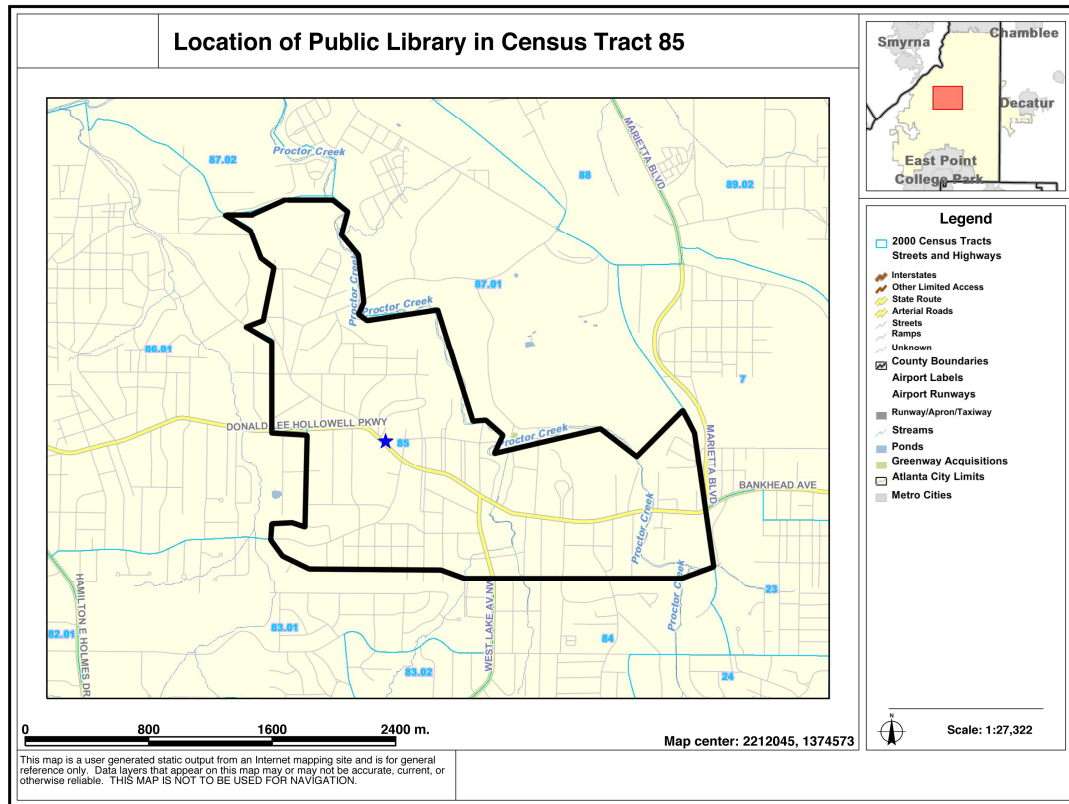 Location of Public Library in Census Tract 85
Smyrna
Chamblee
Decatur
East Point
College Park
Proctor Creek
87.02
88
MARIETTA BLVD
89.02
Proctor Creek
Proctor Creek
87.01
86.01
7
DONALD LEE HOLLOWELL PKWY
85
Proctor Creek
MARIETTA BLVD
BANKHEAD AVE
Proctor Creek
HAMILTON E HOLMES DR
82.01
83.01
83.02
WEST LAKE AV NW
84
Proctor Creek
23
24
Legend
2000 Census Tracts
Streets and Highways
Interstates
Other Limited Access
State Route
Arterial Roads
Streets
Ramps
Unknown
County Boundaries
Airport Labels
Airport Runways
Runway/Apron/Taxiway
Streams
Ponds
Greenway Acquisitions
Atlanta City Limits
Metro Cities
N
Scale: 1:27,322
0 800 1600 2400 m.
Map center: 2212045, 1374573
This map is a user generated static output from an Internet mapping site and is for general
reference only. Data layers that appear on this map may or may not be accurate, current, or
otherwise reliable. THIS MAP IS NOT TO BE USED FOR NAVIGATION.